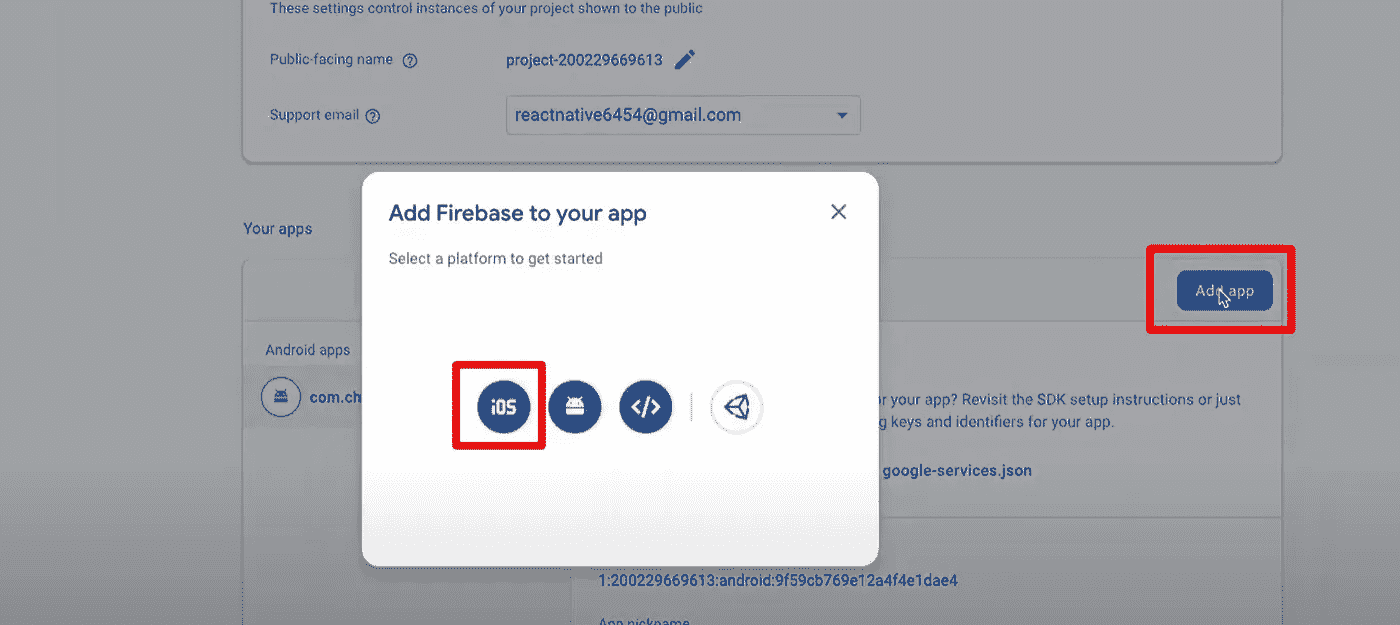 These settings control instances of your project shown to the public
Public-facing name
project-200229669613
Support email
reactnative6454@gmail.com
Add Firebase to your app
Select a platform to get started
Your apps
Add app
Android apps
com.ch
iOS
r your app? Revisit the SDK setup instructions or just
g keys and identifiers for your app.
google-services.json
1:200229669613:android:9f59cb769e12a4f4e1dae4
App nickname